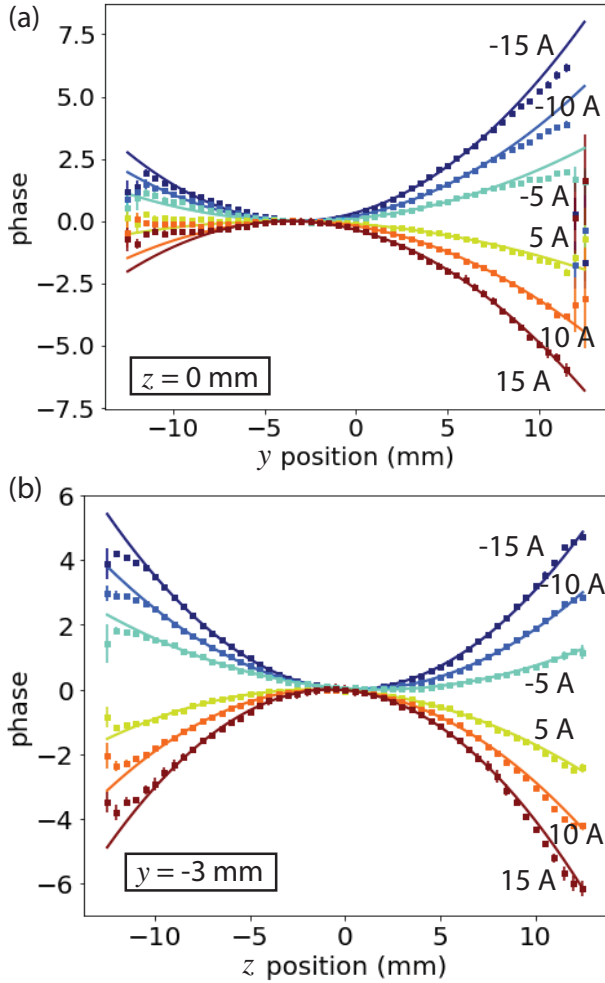 (a)
7.5
5.0
2.5
0.0
−2.5
−5.0
−7.5
phase
-15 A
-10 A
-5 A
5 A
10 A
15 A
z = 0 mm
−10 −5 0 5 10
y position (mm)
(b)
6
4
2
0
−2
−4
−6
phase
-15 A
-10 A
-5 A
5 A
10 A
15 A
y = -3 mm
−10 −5 0 5 10
z position (mm)